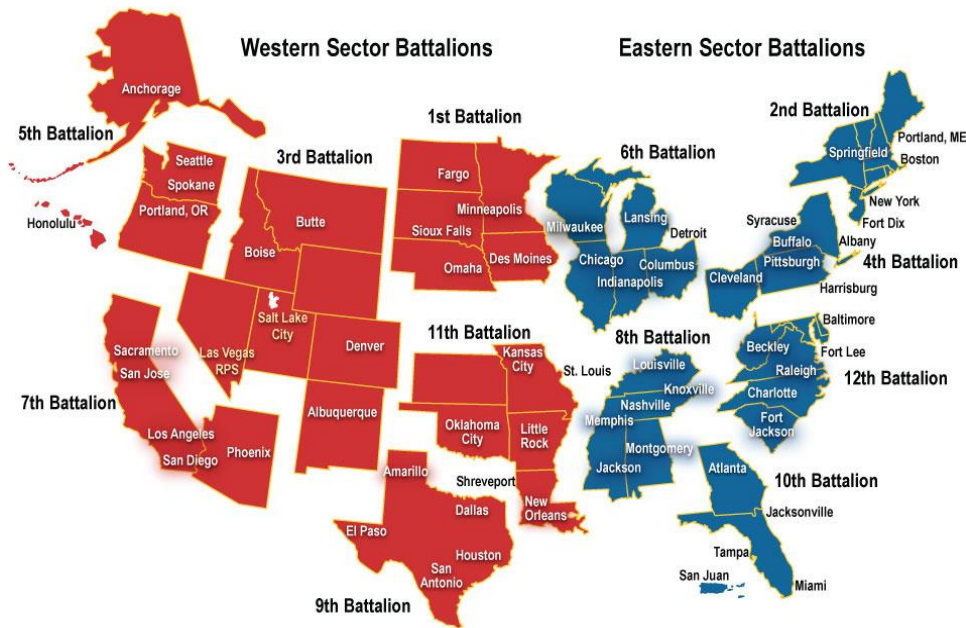 Western Sector Battalions
Eastern Sector Battalions
Anchorage
5th Battalion
Seattle
Spokane
Portland, OR
Honolulu
3rd Battalion
Butte
Boise
Salt Lake
City
Las Vegas
RPS
Denver
Albuquerque
7th Battalion
Sacramento
San Jose
Los Angeles
San Diego
Phoenix
1st Battalion
Fargo
Minneapolis
Sioux Falls
Omaha
Des Moines
11th Battalion
Kansas
City
St. Louis
Oklahoma
City
Little
Rock
Amarillo
Shreveport
New
Orleans
Dallas
El Paso
Houston
San
Antonio
9th Battalion
6th Battalion
Milwaukee
Lansing
Detroit
Chicago
Columbus
Indianapolis
2nd Battalion
Portland, ME
Springfield
Boston
New York
Fort Dix
Syracuse
Buffalo
Albany
Pittsburgh
Cleveland
4th Battalion
Harrisburg
8th Battalion
Louisville
Knoxville
Nashville
Memphis
Montgomery
Jackson
Baltimore
Beckley
Fort Lee
Raleigh
12th Battalion
Charlotte
Fort
Jackson
Atlanta
10th Battalion
Jacksonville
Tampa
San Juan
Miami